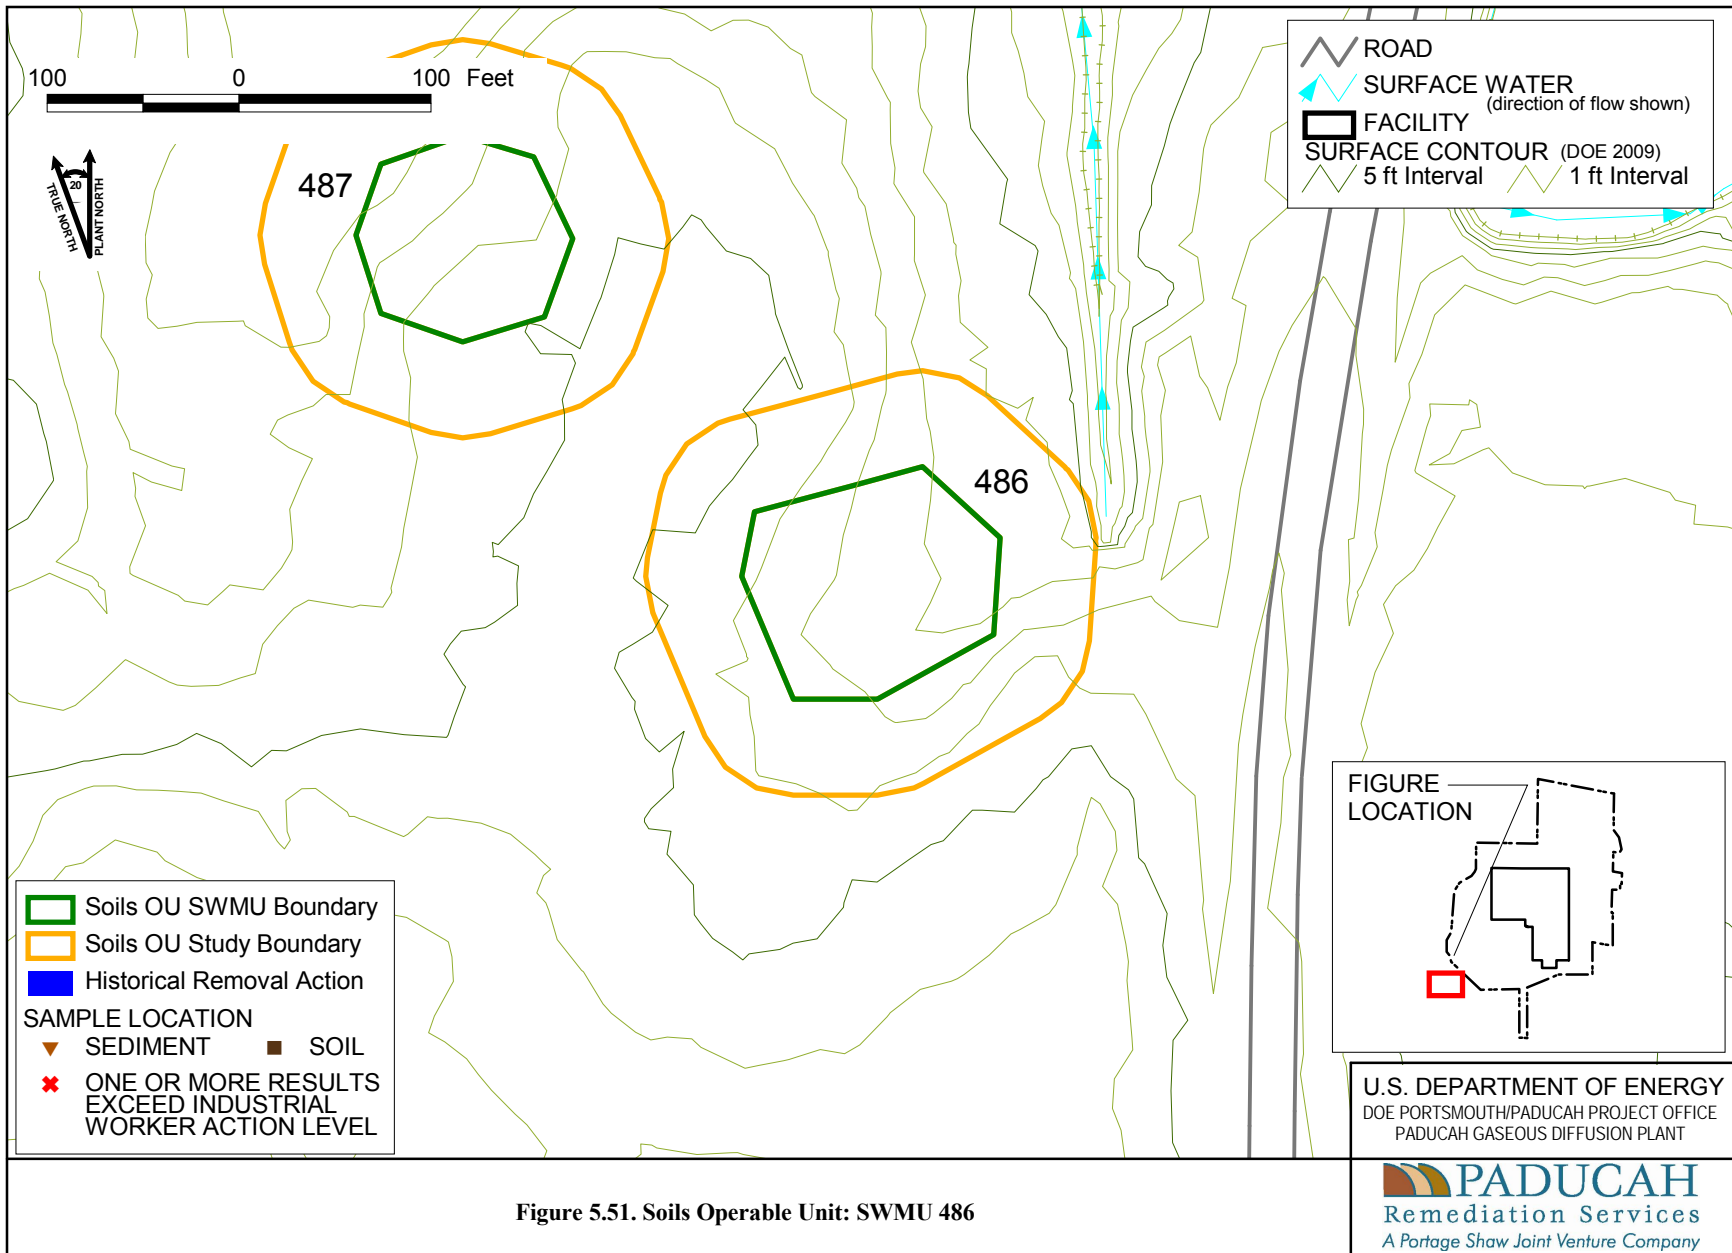 100 0 100 Feet
20
TRUE NORTH
PLANT NORTH
487
486
ROAD
SURFACE WATER
(direction of flow shown)
FACILITY
SURFACE CONTOUR (DOE 2009)
5 ft Interval 1 ft Interval
FIGURE
LOCATION
Soils OU SWMU Boundary
Soils OU Study Boundary
Historical Removal Action
SAMPLE LOCATION
SEDIMENT SOIL
ONE OR MORE RESULTS
EXCEED INDUSTRIAL
WORKER ACTION LEVEL
U.S. DEPARTMENT OF ENERGY
DOE PORTSMOUTH/PADUCAH PROJECT OFFICE
PADUCAH GASEOUS DIFFUSION PLANT
Figure 5.51. Soils Operable Unit: SWMU 486
PADUCAH
Remediation Services
A Portage Shaw Joint Venture Company